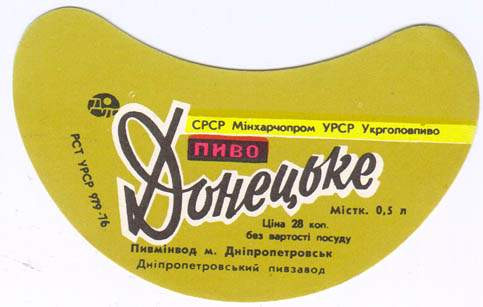 СРСР Мінхарчопром УРСР Укрголовпиво
ПИВО
Донецьке
РСТ УРСР 979-76
Містк. 0,5 л
Ціна 28 коп.
без вартості посуду
Пивмінвод м. Дніпропетровськ
Дніпропетровський пивзавод